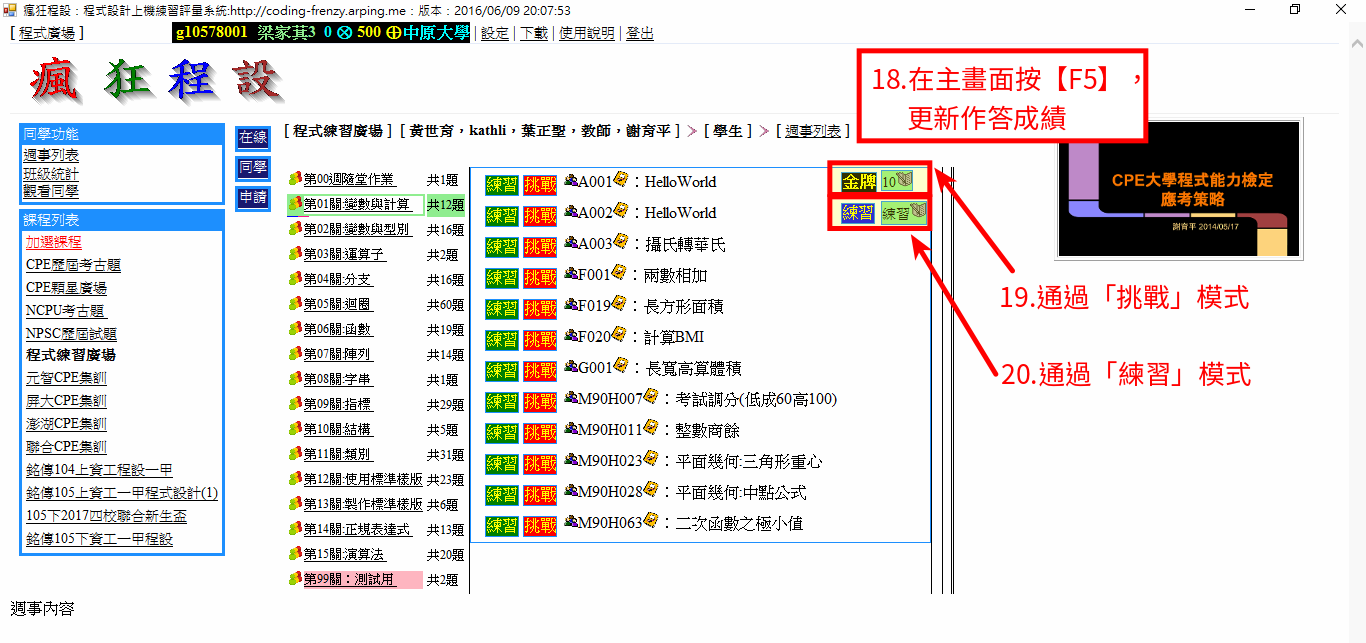 瘋狂程設：程式設計上機練習評量系統:http://coding-frenzy.arping.me：版本：2016/06/09 20:07:53
[ 程式廣場 ] g10578001 梁家萁3 0 ⊗ 500 ⊕中原大學 | 設定 | 下載 | 使用說明 | 登出
瘋狂程設
18.在主畫面按【F5】，
更新作答成績
同學功能
週事列表
班級統計
觀看同學
課程列表
加選課程
CPE歷屆考古題
CPE顆星廣場
NCPU考古題
NPSC歷屆試題
程式練習廣場
元智CPE集訓
屏大CPE集訓
澎湖CPE集訓
聯合CPE集訓
銘傳104上資工程設一甲
銘傳105上資工一甲程式設計(1)
105下2017四校聯合新生盃
銘傳105下資工一甲程設
在線
同學
申請
[ 程式練習廣場 ] [ 黃世育，kathli，葉正聖，教師，謝育平 ] > [ 學生 ] > [ 週事列表 ]
第00週隨堂作業 共1題
第01關:變數與計算 共12題
第02關:變數與型別 共16題
第03關:運算子 共2題
第04關:分支 共16題
第05關:迴圈 共60題
第06關:函數 共19題
第07關:陣列 共14題
第08關:字串 共1題
第09關:指標 共29題
第10關:結構 共5題
第11關:類別 共31題
第12關:使用標準樣版 共23題
第13關:製作標準樣版 共6題
第14關:正規表達式 共13題
第15關:演算法 共20題
第99關：測試用 共2題
練習 挑戰 A001：HelloWorld 金牌 10
練習 挑戰 A002：HelloWorld 練習 練習
練習 挑戰 A003：攝氏轉華氏
練習 挑戰 F001：兩數相加
練習 挑戰 F019：長方形面積
練習 挑戰 F020：計算BMI
練習 挑戰 G001：長寬高算體積
練習 挑戰 M90H007：考試調分(低成60高100)
練習 挑戰 M90H011：整數商餘
練習 挑戰 M90H023：平面幾何:三角形重心
練習 挑戰 M90H028：平面幾何:中點公式
練習 挑戰 M90H063：二次函數之極小值
CPE大學程式能力檢定
應考策略
謝育平 2014/05/17
19.通過「挑戰」模式
20.通過「練習」模式
週事內容